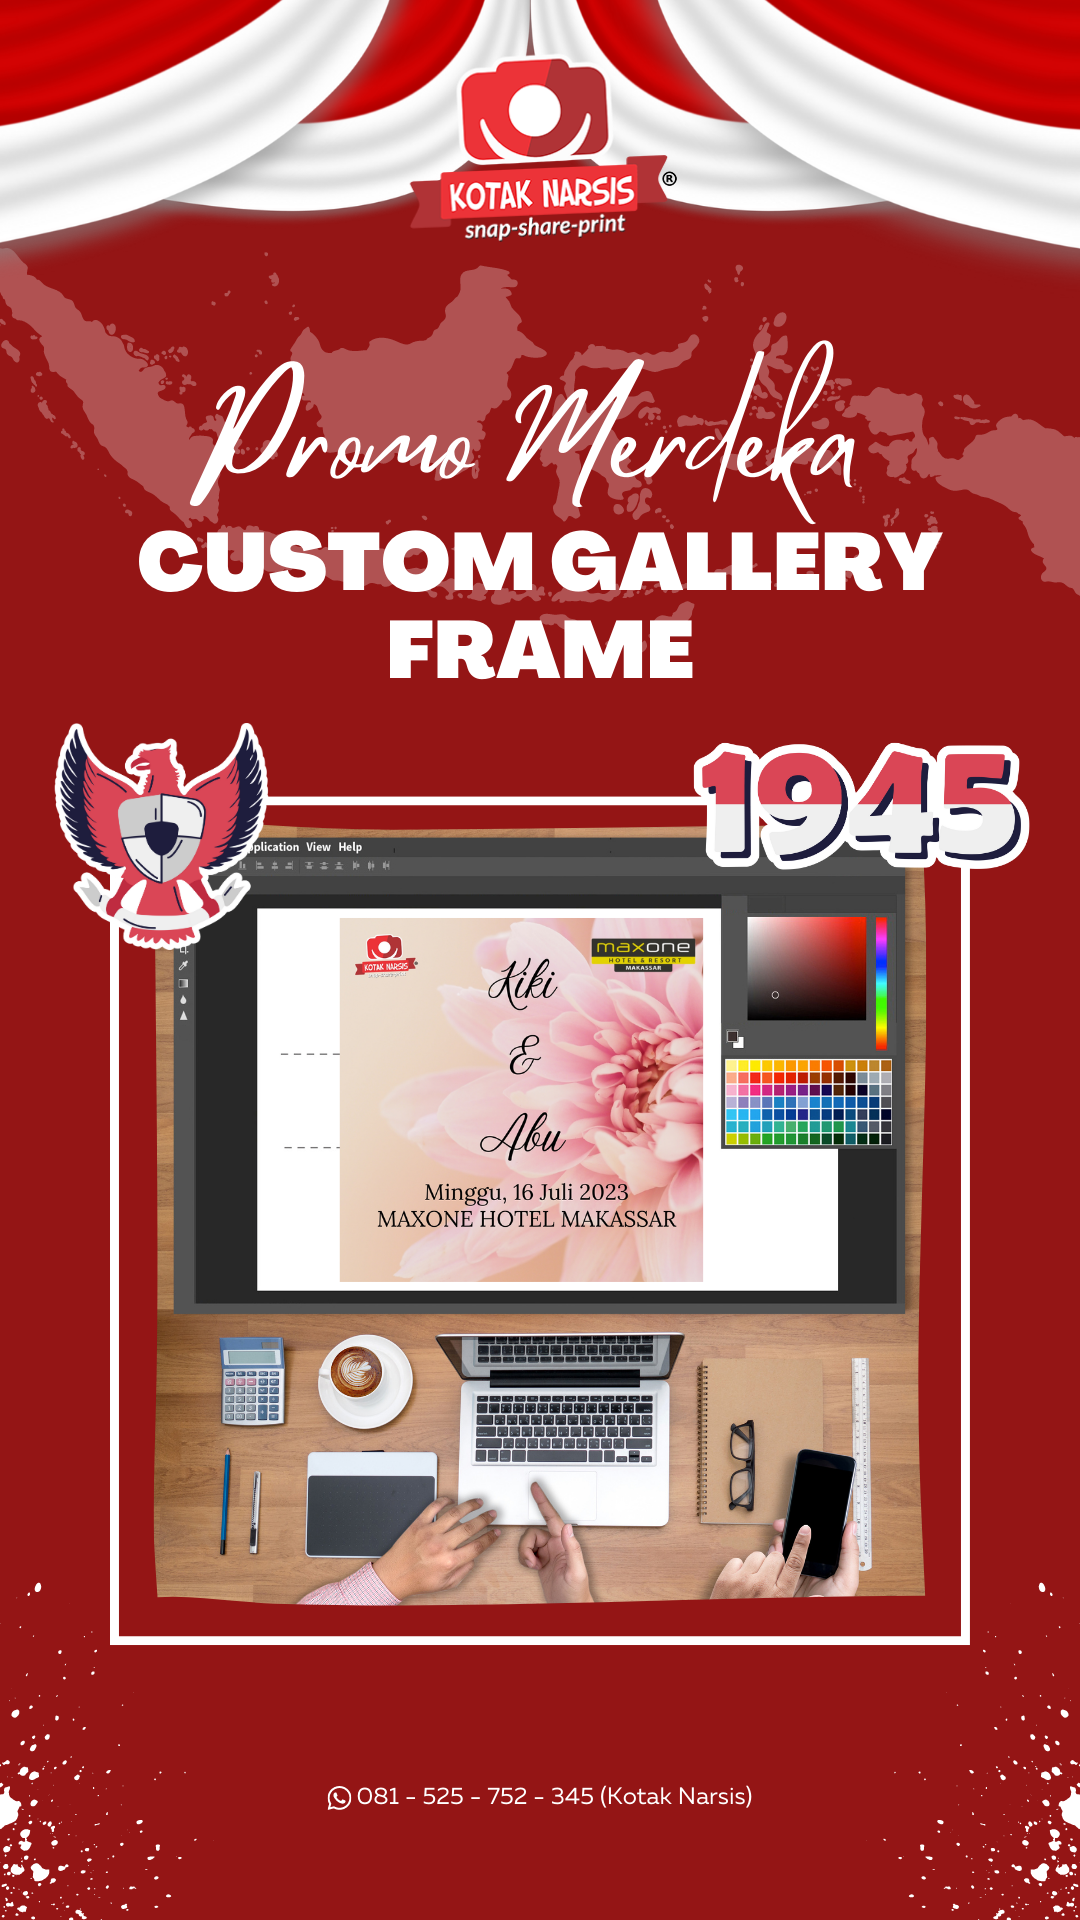 KOTAK NARSIS ®
snap-share-print
Promo Merdeka
CUSTOM GALLERY
FRAME
1945
plication View Help
KOTAK NARSIS
maxone
HOTEL & RESORT
MAKASSAR
Kiki
&
Abu
Minggu, 16 Juli 2023
MAXONE HOTEL MAKASSAR
081 - 525 - 752 - 345 (Kotak Narsis)